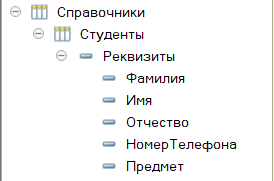 Справочники
Студенты
Реквизиты
Фамилия
Имя
Отчество
НомерТелефона
Предмет